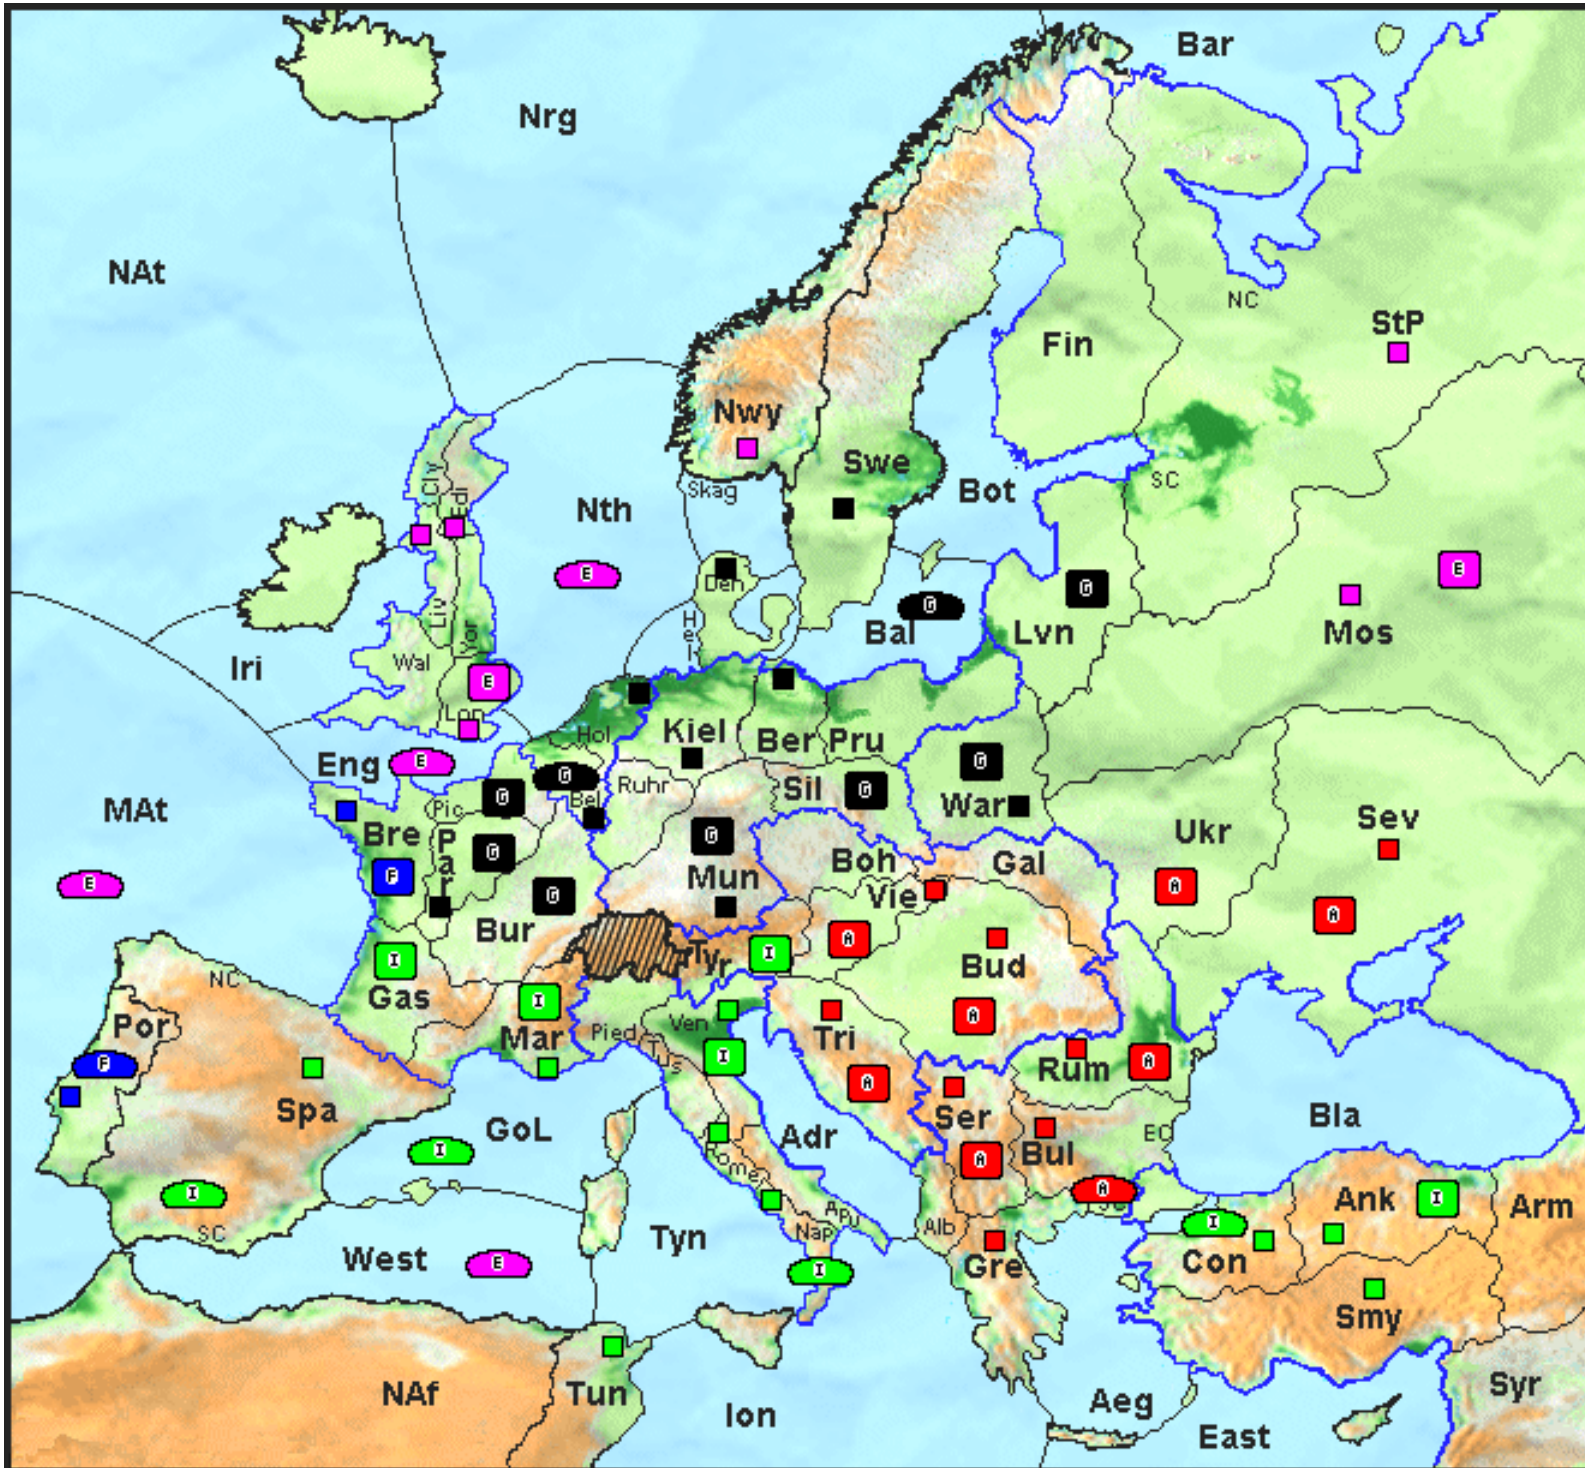 Bar
Nrg
NAt
NC
StP
Fin
Nwy
Swe
SC
Skag
Bot
Cly
Edi
Nth
E
E
Den
G
G
Hel
Bal
Lvn
Mos
Liv
Yor
Iri
Wal
E
Lon
Hol
Kiel
Ber
Pru
Eng
E
G
G
Ruhr
Sil
G
G
War
MAt
Pic
Bel
Bre
Par
G
G
Ukr
Sev
Boh
Gal
E
F
Mun
Vie
A
A
G
Bur
A
I
Tyr
I
Bud
NC
Gas
I
Por
Mar
Pied
Ven
Tri
A
F
Tus
I
Rum
A
Spa
A
Ser
Bul
EC
Bla
GoL
Adr
I
Rome
A
A
I
SC
Apu
Nap
Alb
SC
I
Ank
I
Arm
West
E
Tyn
I
Gre
Con
Smy
NAf
Tun
Ion
Aeg
East
Syr